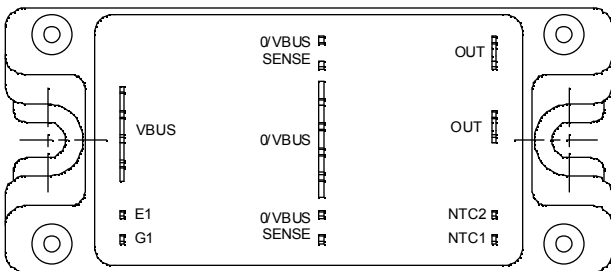 0/VBUS
SENSE
OUT
VBUS
0/VBUS
OUT
E1
0/VBUS
SENSE
NTC2
G1
NTC1